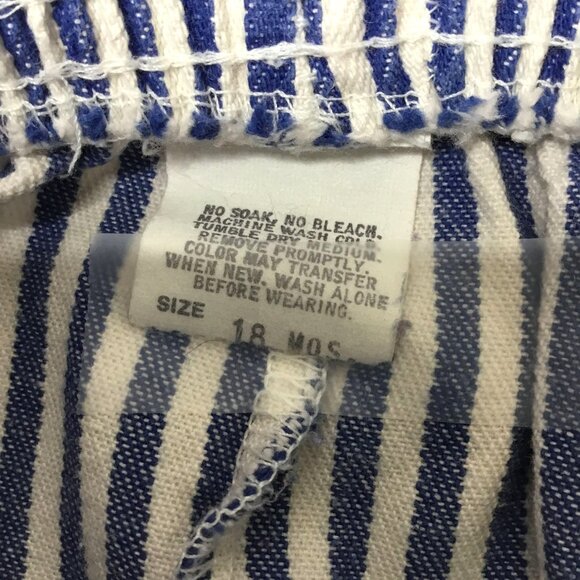 NO SOAK, NO BLEACH.
MACHINE WASH COLD
TUMBLE DRY MEDIUM.
REMOVE PROMPTLY.
COLOR MAY TRANSFER
WHEN NEW. WASH ALONE
BEFORE WEARING.
SIZE 18 MOS.